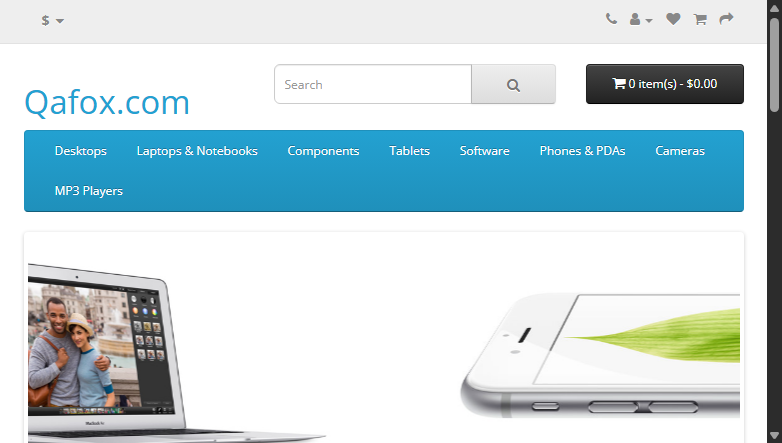 $
Qafox.com
Search
0 item(s) - $0.00
Desktops
Laptops & Notebooks
Components
Tablets
Software
Phones & PDAs
Cameras
MP3 Players
MacBook Air